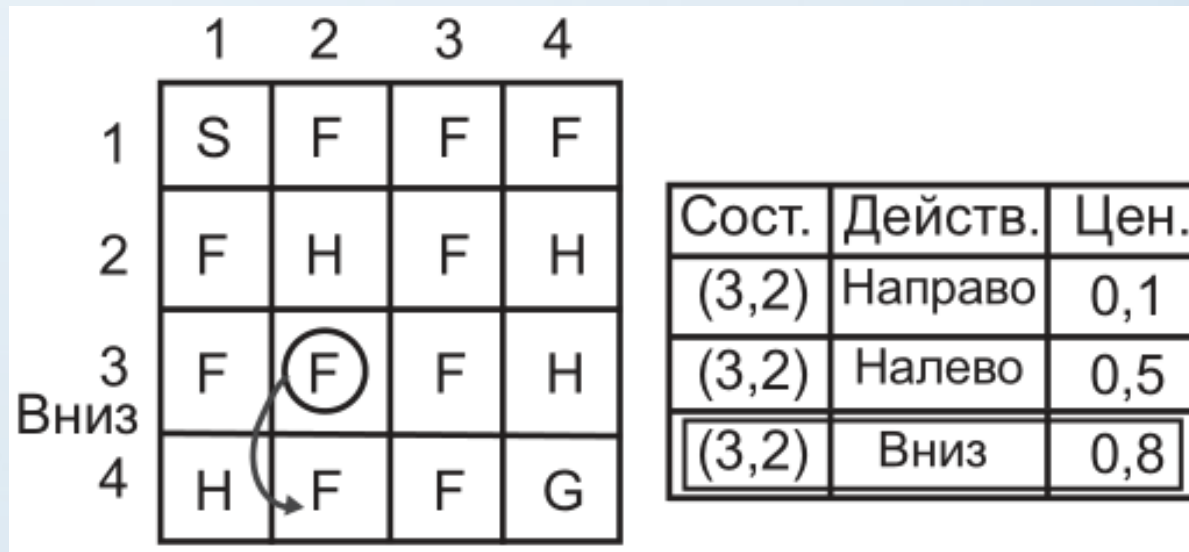 1 2 3 4
1 S F F F
2 F H F H
3 F F F H
Вниз
4 H F F G
Сост. Действ. Цен.
(3,2) Направо 0,1
(3,2) Налево 0,5
(3,2) Вниз 0,8